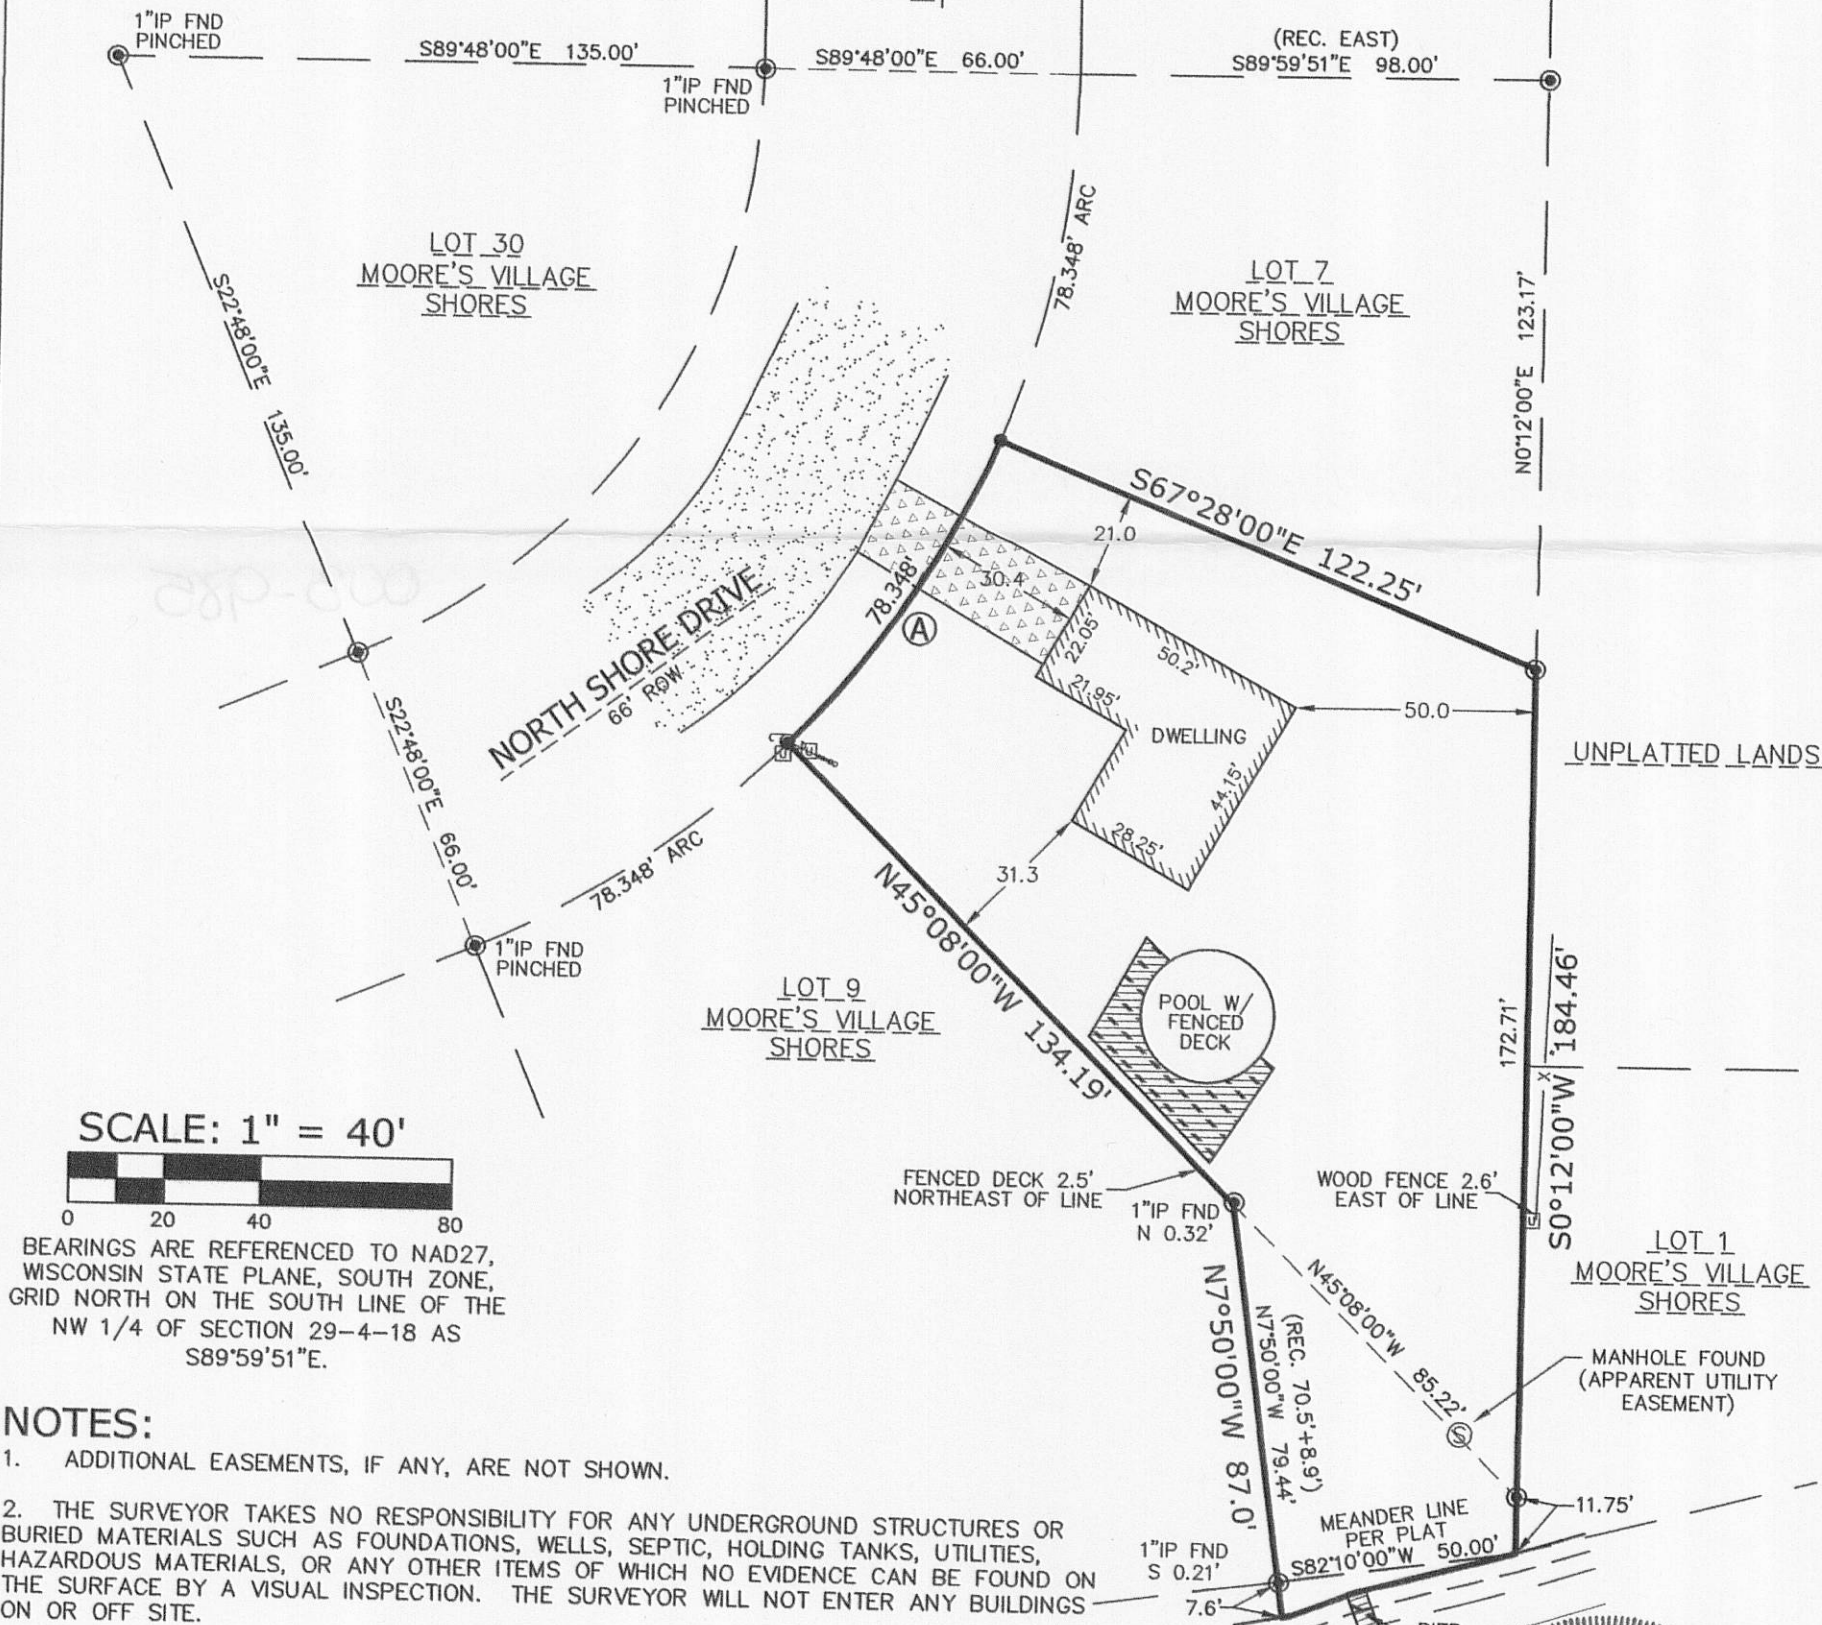 1"IP FND
PINCHED
S89°48'00"E 135.00'
1"IP FND
PINCHED
S89°48'00"E 66.00'
(REC. EAST)
S89°59'51"E 98.00'
LOT 30
MOORE'S VILLAGE
SHORES
S22°48'00"E 135.00'
78.348' ARC
LOT 7
MOORE'S VILLAGE
SHORES
N0°12'00"E 123.17'
S67°28'00"E 122.25'
21.0
30.4
78.348'
A
22.05'
50.2'
21.95'
DWELLING
44.15'
28.25'
50.0
UNPLATTED LANDS
NORTH SHORE DRIVE
66' ROW
S22°48'00"E 66.00'
78.348' ARC
1"IP FND
PINCHED
31.3
N45°08'00"W 134.19'
LOT 9
MOORE'S VILLAGE
SHORES
POOL W/
FENCED
DECK
172.71'
S0°12'00"W 184.46'
X
SCALE: 1" = 40'
0 20 40 80
BEARINGS ARE REFERENCED TO NAD27,
WISCONSIN STATE PLANE, SOUTH ZONE,
GRID NORTH ON THE SOUTH LINE OF THE
NW 1/4 OF SECTION 29-4-18 AS
S89°59'51"E.
FENCED DECK 2.5'
NORTHEAST OF LINE
1"IP FND
N 0.32'
WOOD FENCE 2.6'
EAST OF LINE
LOT 1
MOORE'S VILLAGE
SHORES
N45°08'00"W 85.22'
N7°50'00"W 87.0'
(REC. 70.5'+8.9')
N7°50'00"W 79.44'
MANHOLE FOUND
(APPARENT UTILITY
EASEMENT)
S
11.75'
MEANDER LINE
PER PLAT
S82°10'00"W 50.00'
1"IP FND
S 0.21'
7.6'
NOTES:
1. ADDITIONAL EASEMENTS, IF ANY, ARE NOT SHOWN.
2. THE SURVEYOR TAKES NO RESPONSIBILITY FOR ANY UNDERGROUND STRUCTURES OR
BURIED MATERIALS SUCH AS FOUNDATIONS, WELLS, SEPTIC, HOLDING TANKS, UTILITIES,
HAZARDOUS MATERIALS, OR ANY OTHER ITEMS OF WHICH NO EVIDENCE CAN BE FOUND ON
THE SURFACE BY A VISUAL INSPECTION. THE SURVEYOR WILL NOT ENTER ANY BUILDINGS
ON OR OFF SITE.